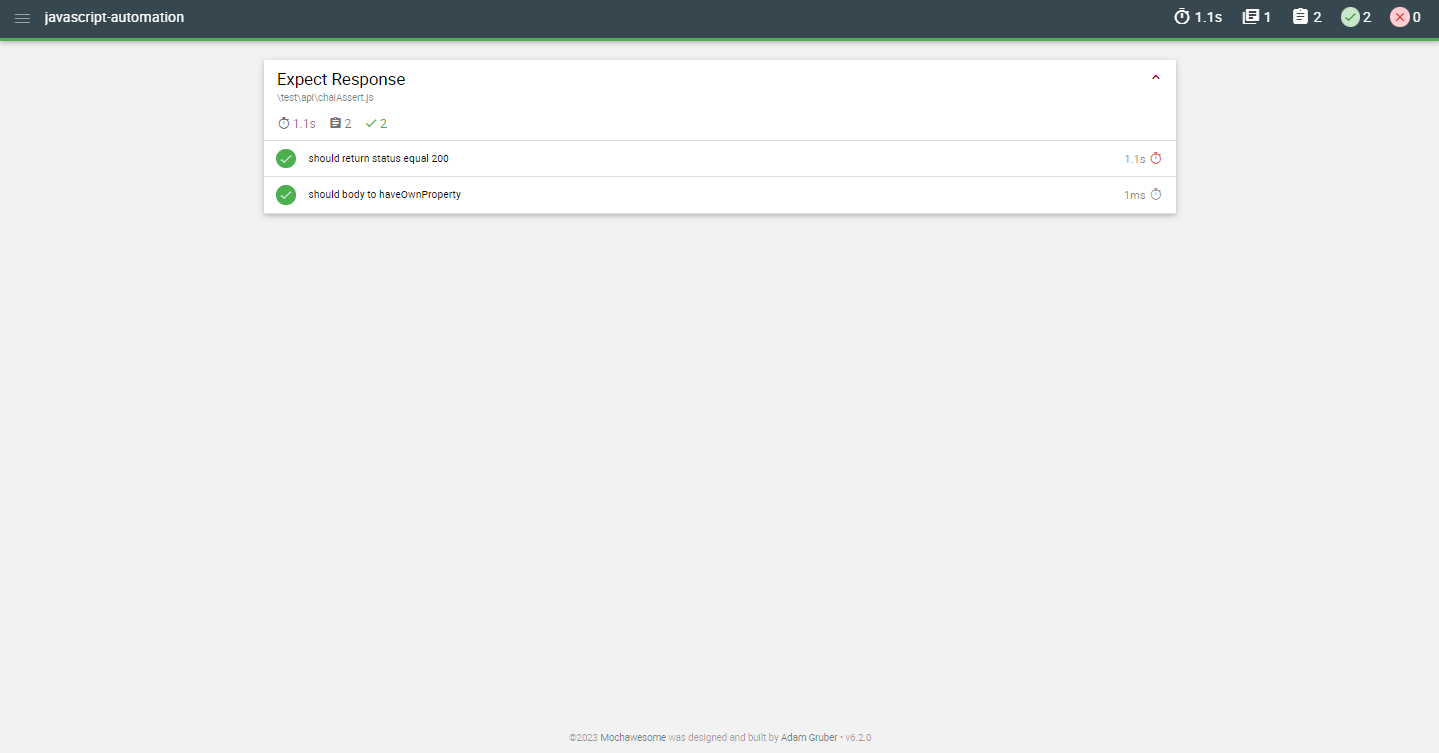 javascript-automation 1.1s 1 2 2 0
Expect Response
\test\api\chaiAssert.js
1.1s 2 2
should return status equal 200 1.1s
should body to haveOwnProperty 1ms
©2023 Mochawesome was designed and built by Adam Gruber • v6.2.0